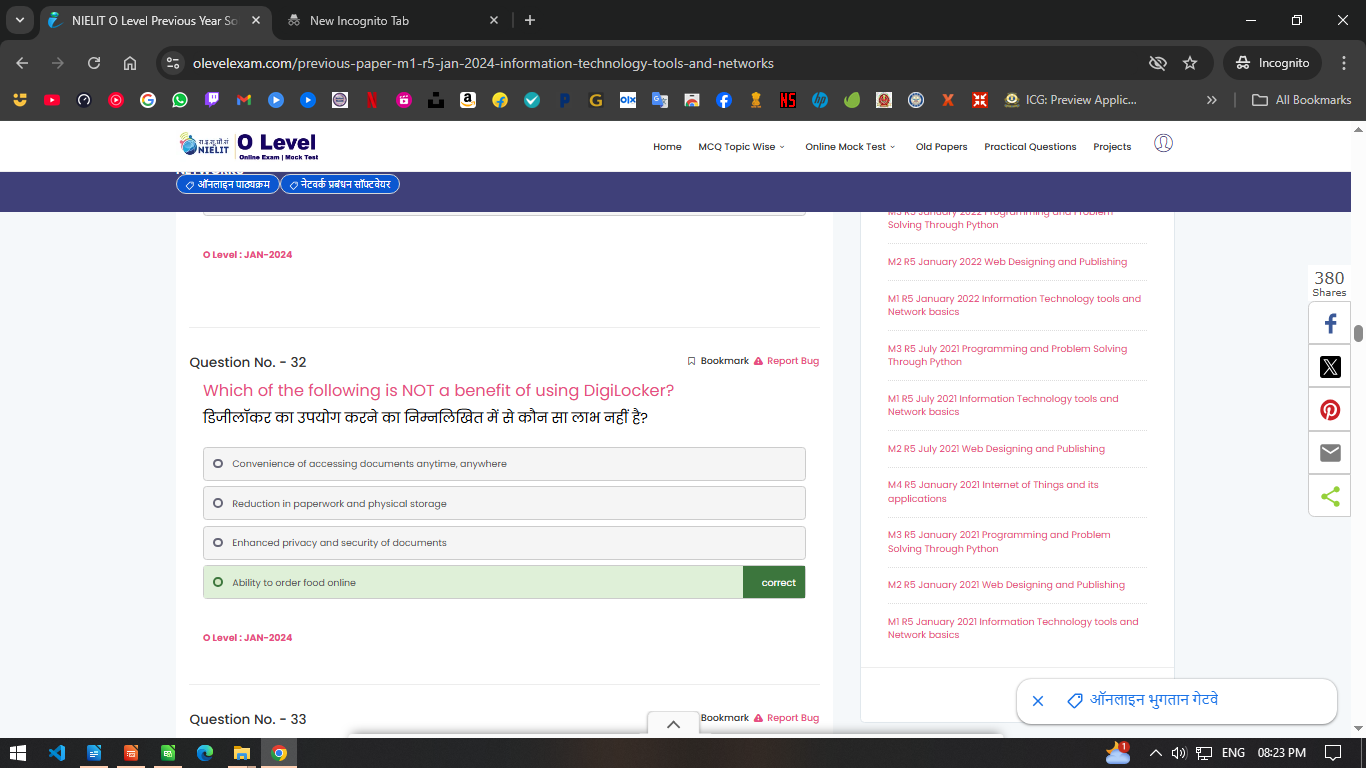 NIELIT O Level Previous Year So
New Incognito Tab
olevelexam.com/previous-paper-m1-r5-jan-2024-information-technology-tools-and-networks
Incognito
ICG: Preview Applic...
All Bookmarks
NIELIT
O Level
Online Exam | Mock Test
Home
MCQ Topic Wise
Online Mock Test
Old Papers
Practical Questions
Projects
ऑनलाइन पाठ्यक्रम
नेटवर्क प्रबंधन सॉफ्टवेयर
O Level : JAN-2024
Question No. - 32
Bookmark
Report Bug
Which of the following is NOT a benefit of using DigiLocker?
डिजीलॉकर का उपयोग करने का निम्नलिखित में से कौन सा लाभ नहीं है?
Convenience of accessing documents anytime, anywhere
Reduction in paperwork and physical storage
Enhanced privacy and security of documents
Ability to order food online
correct
O Level : JAN-2024
Question No. - 33
Bookmark
Report Bug
M3 R5 January 2022 Programming and Problem
Solving Through Python
M2 R5 January 2022 Web Designing and Publishing
M1 R5 January 2022 Information Technology tools and
Network basics
M3 R5 July 2021 Programming and Problem Solving
Through Python
M1 R5 July 2021 Information Technology tools and
Network basics
M2 R5 July 2021 Web Designing and Publishing
M4 R5 January 2021 Internet of Things and its
applications
M3 R5 January 2021 Programming and Problem
Solving Through Python
M2 R5 January 2021 Web Designing and Publishing
M1 R5 January 2021 Information Technology tools and
Network basics
380
Shares
ऑनलाइन भुगतान गेटवे
1
ENG
08:23 PM